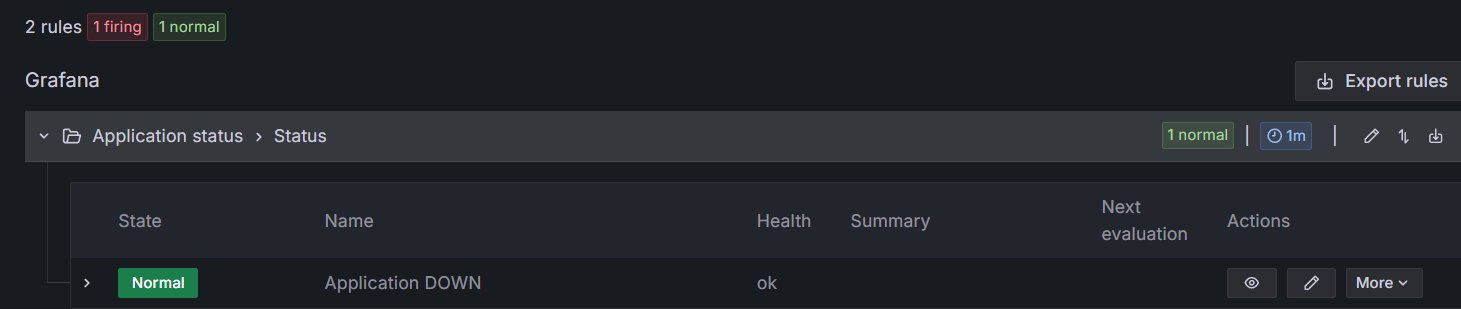 2 rules 1 firing 1 normal
Grafana
Export rules
Application status > Status 1 normal | 1m |
State Name Health Summary Next evaluation Actions
Normal Application DOWN ok More